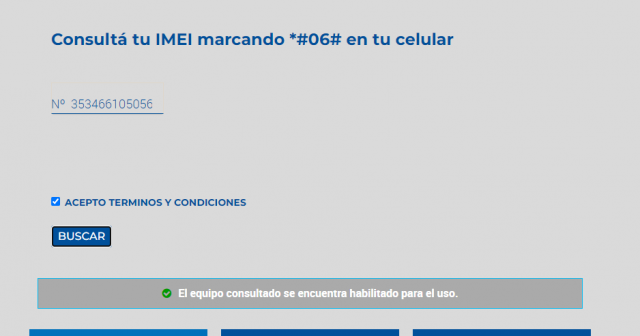 Consultá tu IMEI marcando *#06# en tu celular
Nº 353466105056
ACEPTO TERMINOS Y CONDICIONES
BUSCAR
El equipo consultado se encuentra habilitado para el uso.